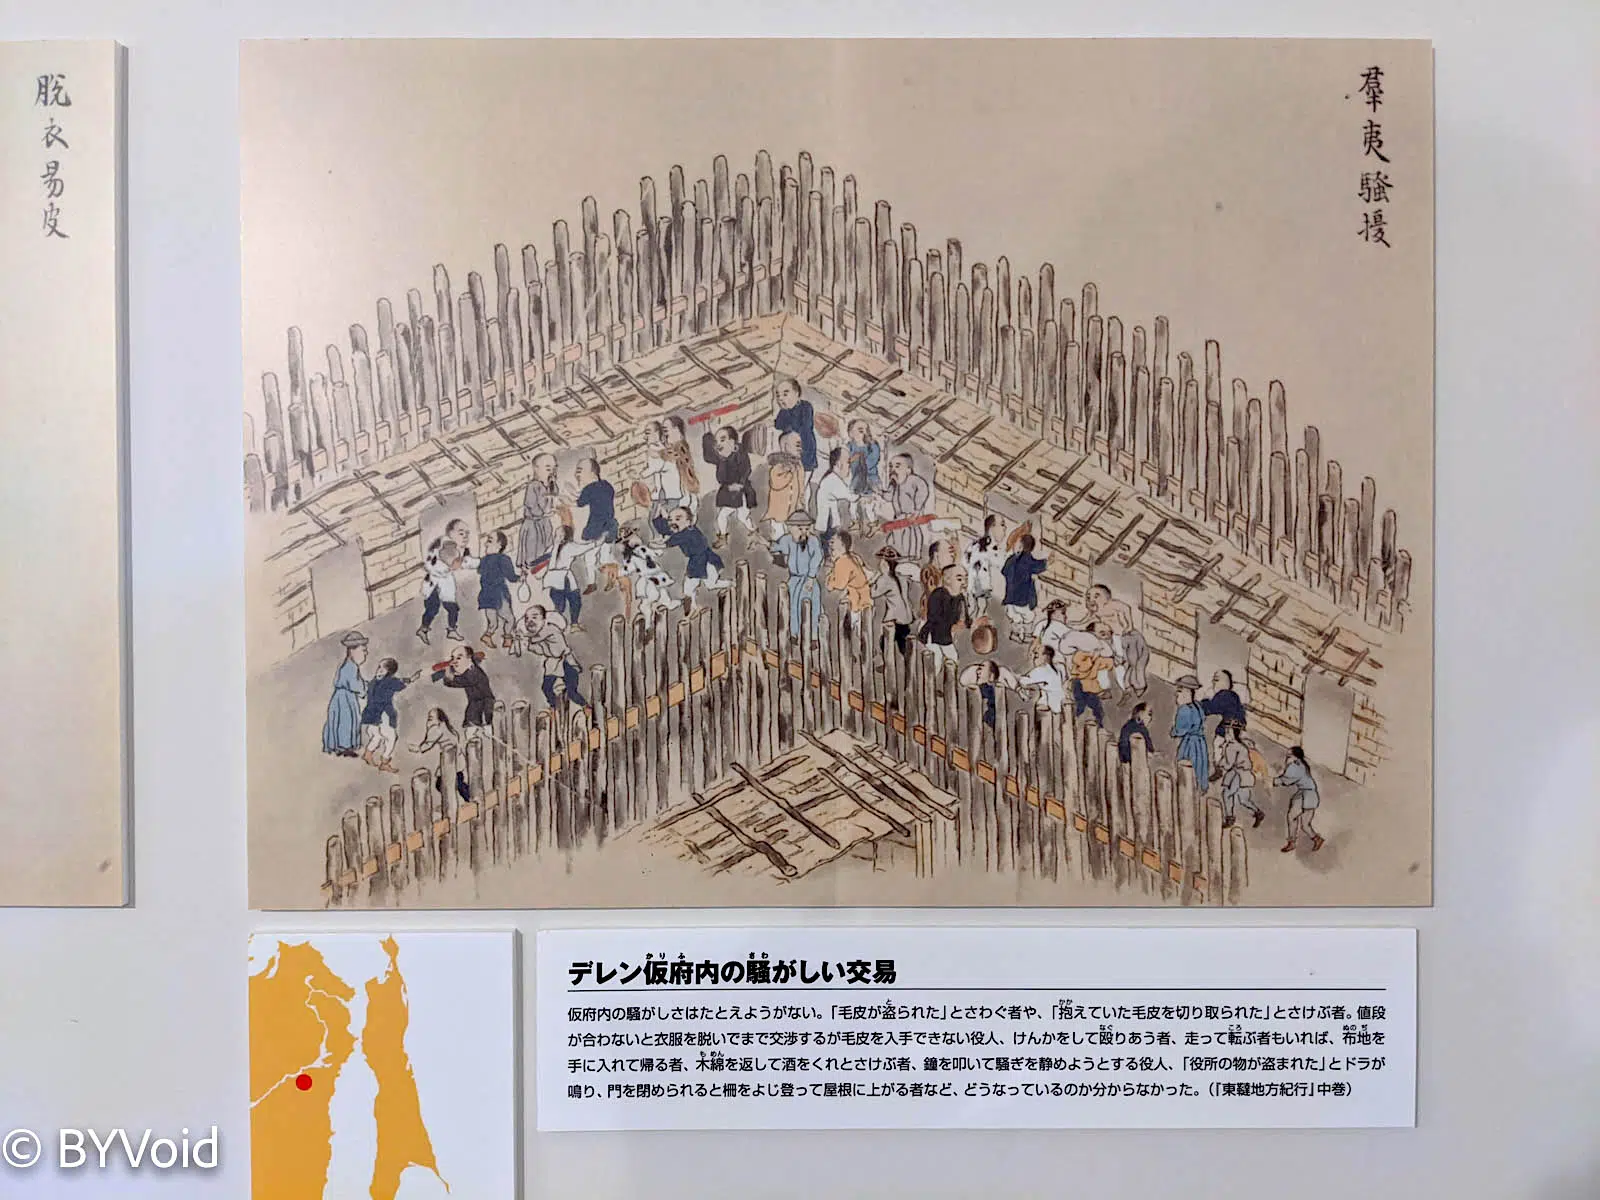 羣夷騒擾
脱衣易皮
デレン仮府内の騒がしい交易
仮府内の騒がしさはたとえようがない。「毛皮が盗られた」とさわぐ者や、「抱えていた毛皮を切り取られた」とさけぶ者。値段
が合わないと衣服を脱いでまで交渉するが毛皮を入手できない役人、けんかをして殴りあう者、走って転ぶ者もいれば、布地を
手に入れて帰る者、木綿を返して酒をくれとさけぶ者、鐘を叩いて騒ぎを静めようとする役人、「役所の物が盗まれた」とドラが
鳴り、門を閉められると柵をよじ登って屋根に上がる者など、どうなっているのか分からなかった。（『東韃地方紀行』中巻）
© BYVoid